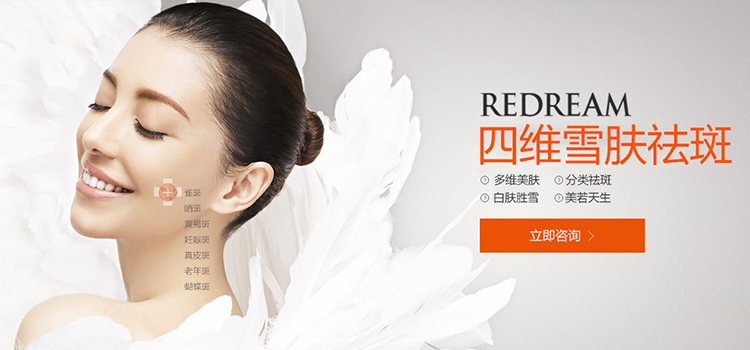 REDREAM
四维雪肤祛斑
多维美肤 分类祛斑
白肤胜雪 美若天生
立即咨询
雀斑
晒斑
黄褐斑
妊娠斑
真皮斑
老年斑
蝴蝶斑